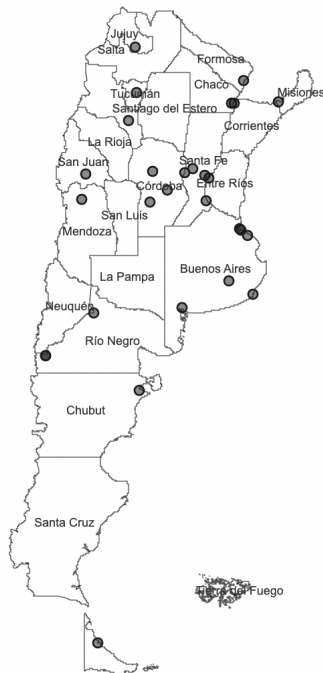 Jujuy
Salta
Formosa
Chaco
Misiones
Tucumán
Santiago del Estero
Corrientes
La Rioja
Santa Fe
San Juan
Córdoba
Entre Ríos
San Luis
Mendoza
La Pampa
Buenos Aires
Neuquén
Río Negro
Chubut
Santa Cruz
Tierra del Fuego